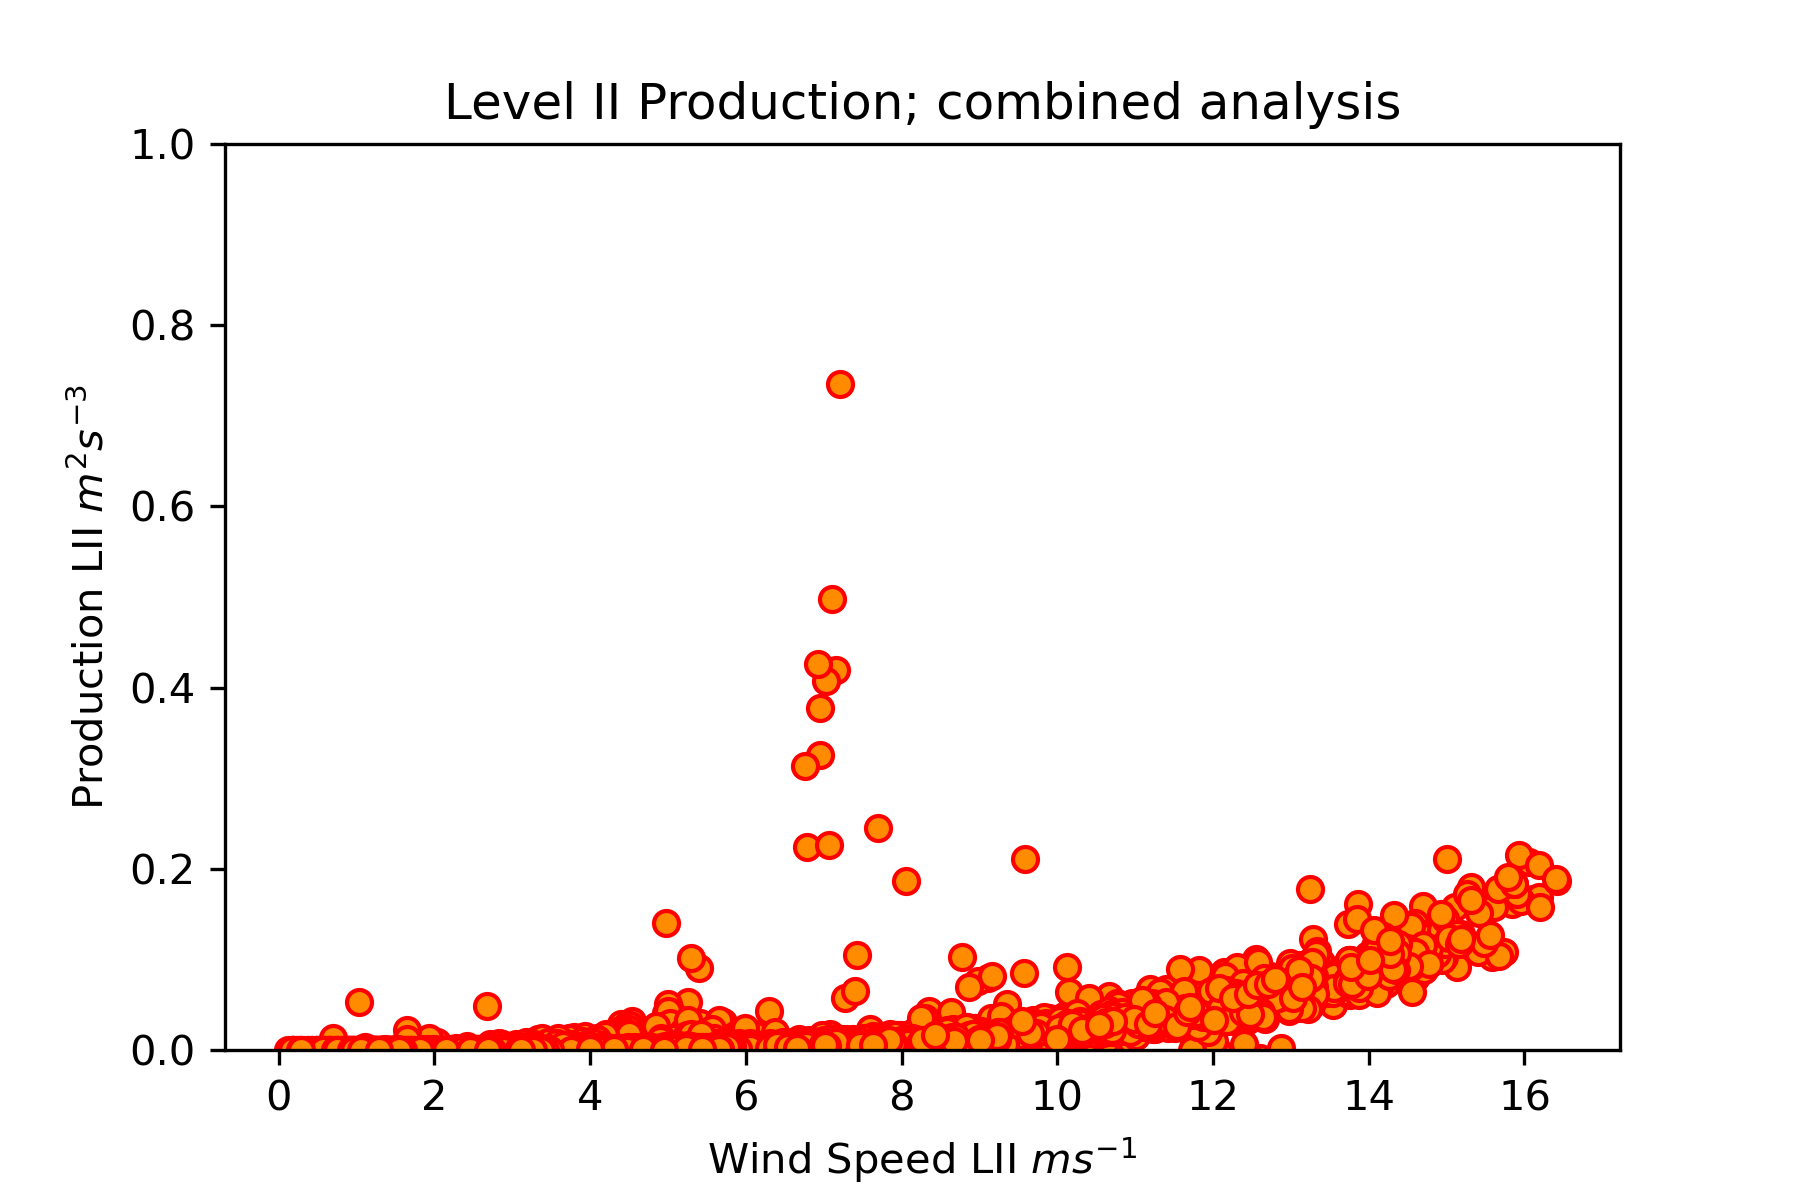 Level II Production; combined analysis
1.0
0.8
0.6
0.4
0.2
0.0
Production LII m²s⁻³
0 2 4 6 8 10 12 14 16
Wind Speed LII ms⁻¹